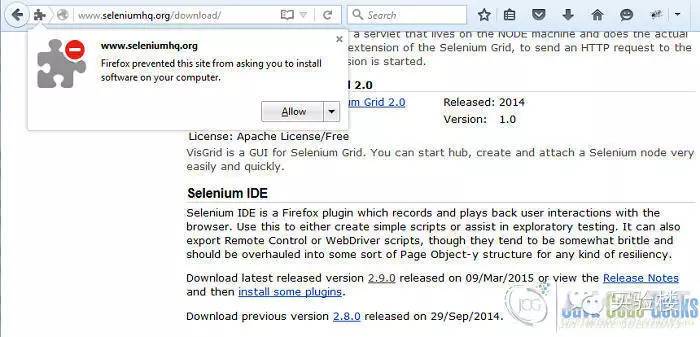 www.seleniumhq.org/download/
Search
www.seleniumhq.org
Firefox prevented this site from asking you to install
software on your computer.
Allow
a servlet that lives on the NODE machine and does the actual
extension of the Selenium Grid, to send an HTTP request to the
sion is started.
d 2.0
um Grid 2.0
Released: 2014
Version: 1.0
License: Apache License/Free
VisGrid is a GUI for Selenium Grid. You can start hub, create and attach a Selenium node very
easily and quickly.
Selenium IDE
Selenium IDE is a Firefox plugin which records and plays back user interactions with the
browser. Use this to either create simple scripts or assist in exploratory testing. It can also
export Remote Control or WebDriver scripts, though they tend to be somewhat brittle and
should be overhauled into some sort of Page Object-y structure for any kind of resiliency.
Download latest released version 2.9.0 released on 09/Mar/2015 or view the Release Notes
and then install some plugins.
Download previous version 2.8.0 released on 29/Sep/2014.
JCG
实验楼
Java Code Geeks